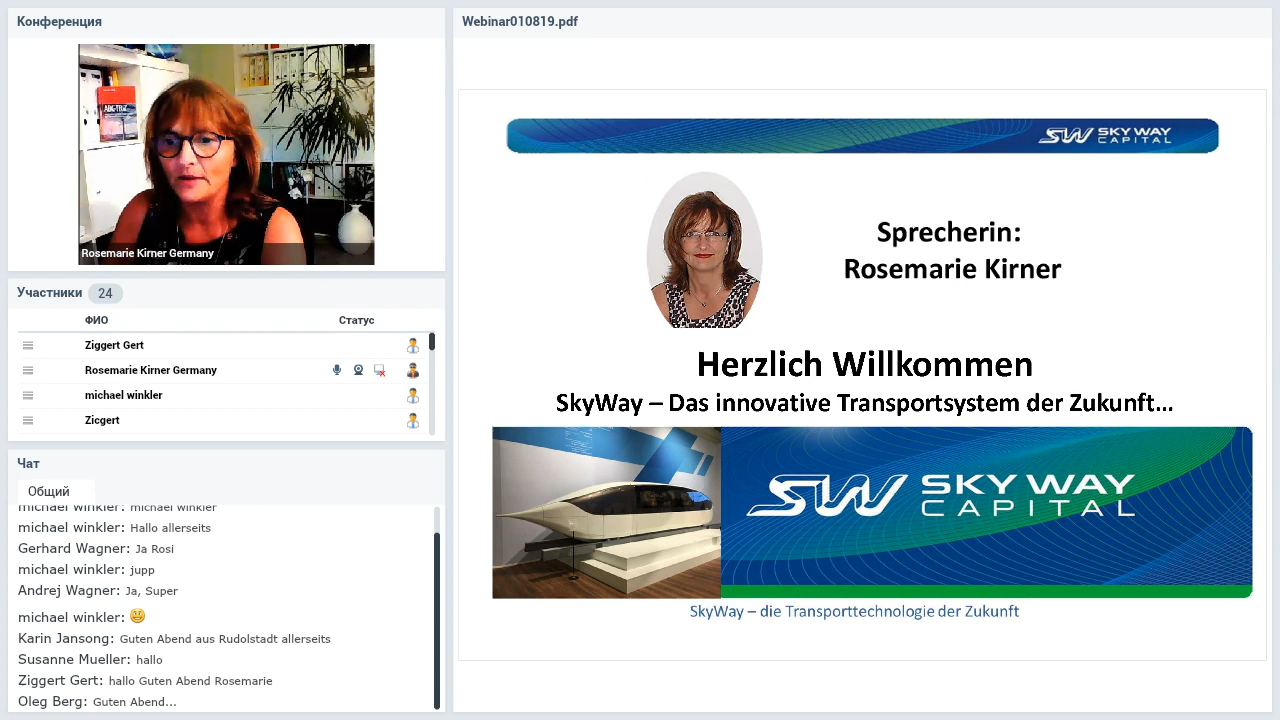 Конференция
ABC-TRIZ
Rosemarie Kirner Germany
Участники 24
ФИО Статус
Ziggert Gert
Rosemarie Kirner Germany
michael winkler
Zicgert
Чат
Общий
michael winkler: michael winkler
michael winkler: Hallo allerseits
Gerhard Wagner: Ja Rosi
michael winkler: jupp
Andrej Wagner: Ja, Super
michael winkler:
Karin Jansong: Guten Abend aus Rudolstadt allerseits
Susanne Mueller: hallo
Ziggert Gert: hallo Guten Abend Rosemarie
Oleg Berg: Guten Abend...
Webinar010819.pdf
SW SKY WAY
CAPITAL
Sprecherin:
Rosemarie Kirner
Herzlich Willkommen
SkyWay – Das innovative Transportsystem der Zukunft...
SW SKY WAY
CAPITAL
SkyWay – die Transporttechnologie der Zukunft